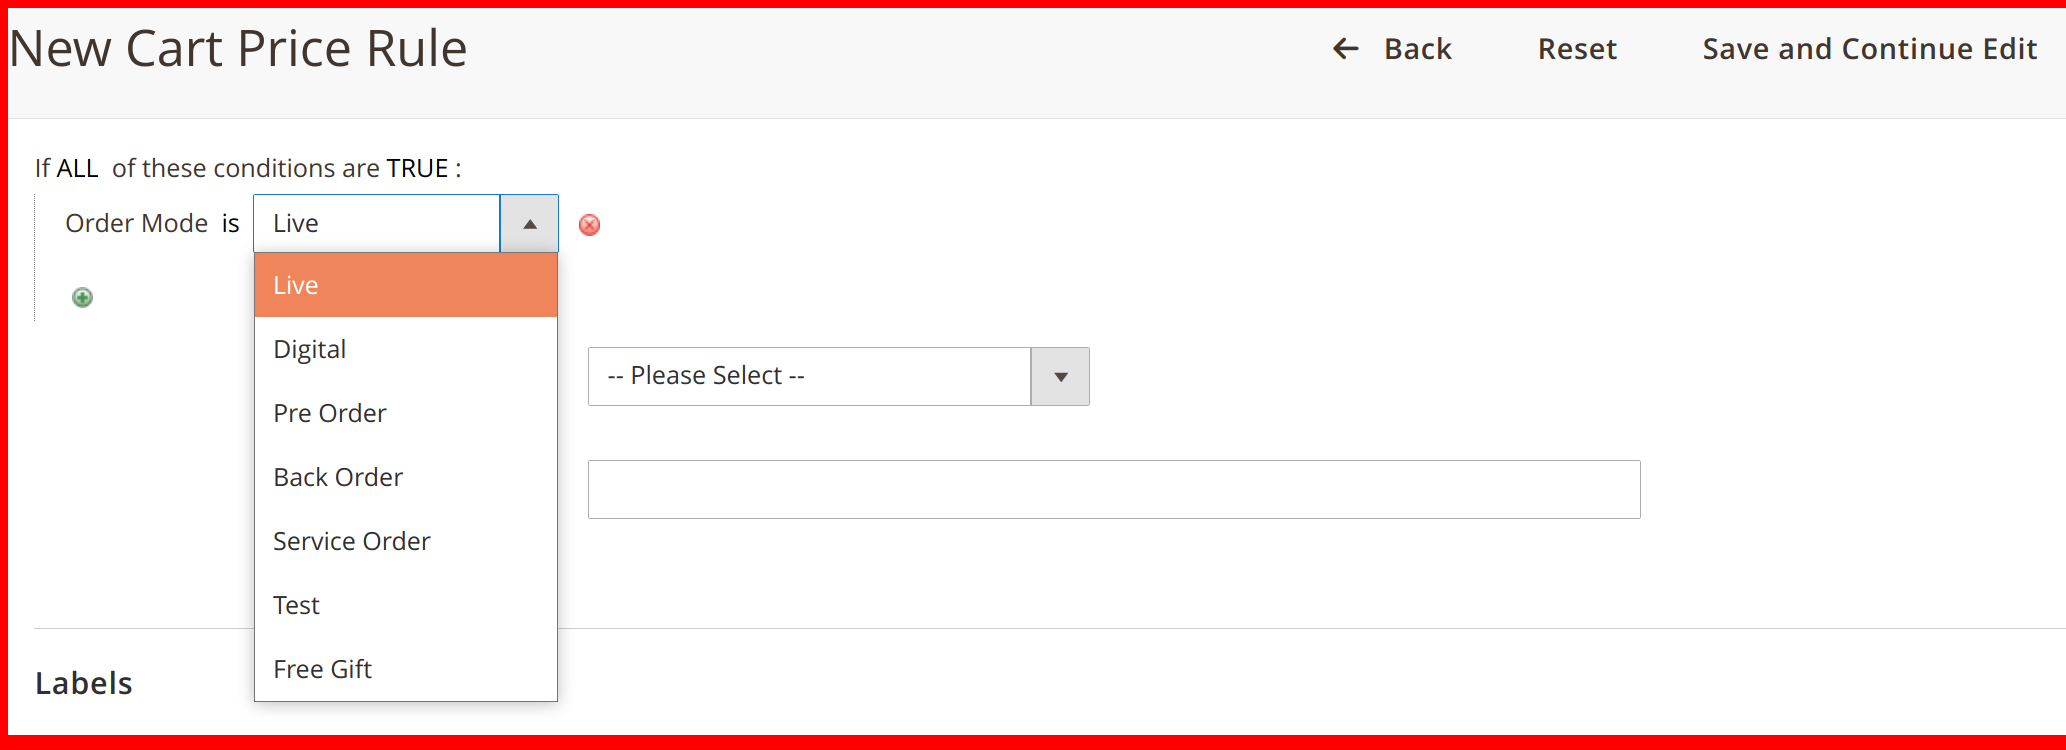 New Cart Price Rule
Back Reset Save and Continue Edit
If ALL of these conditions are TRUE :
Order Mode is Live
Live
Digital
Pre Order
Back Order
Service Order
Test
Free Gift
-- Please Select --
Labels